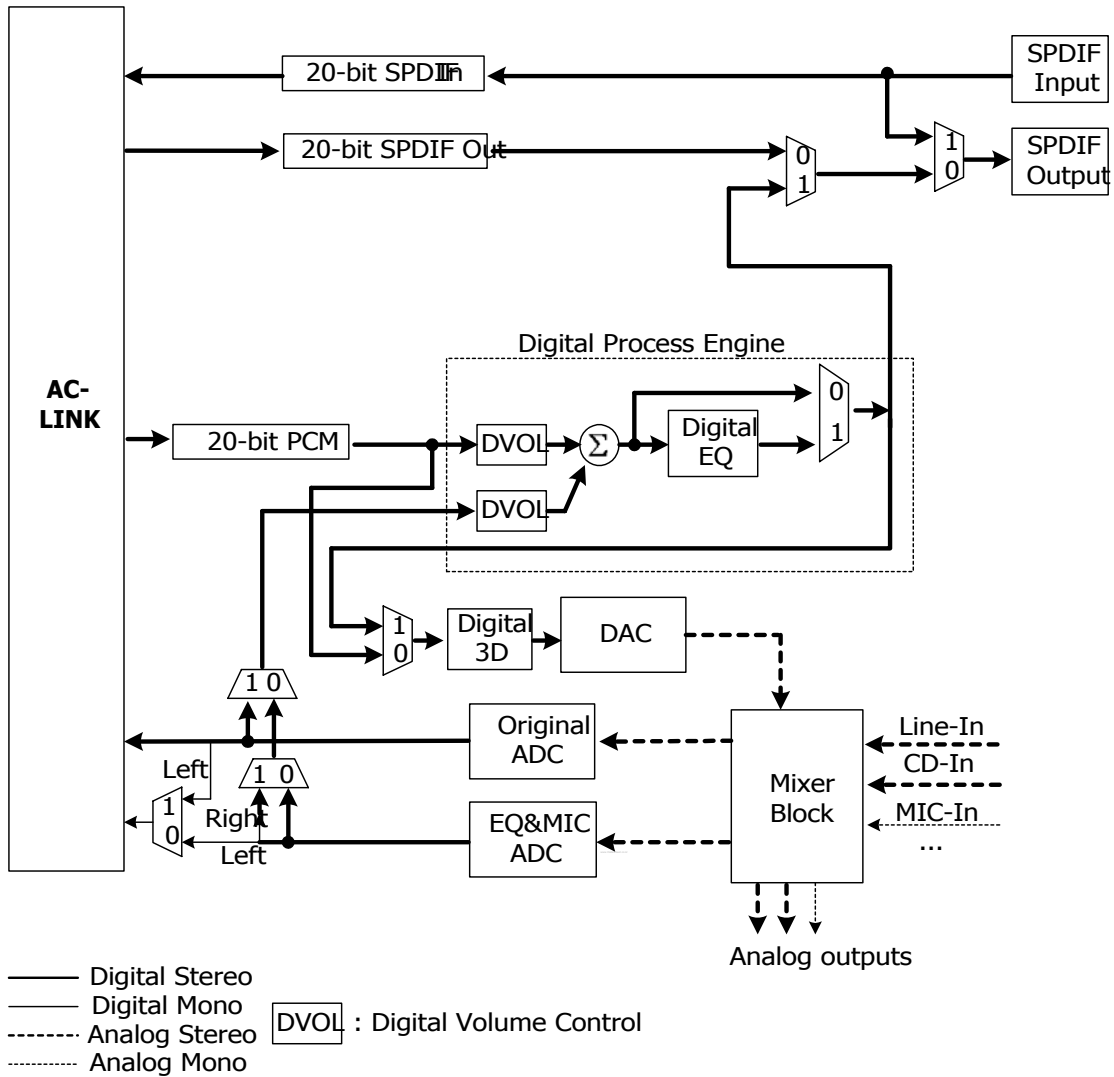 20-bit SPDIF In
SPDIF
Input
20-bit SPDIF Out
0
1
1
0
SPDIF
Output
Digital Process Engine
AC-
LINK
20-bit PCM
DVOL
Σ
Digital
EQ
0
1
DVOL
1
0
Digital
3D
DAC
1 0
Original
ADC
Line-In
CD-In
MIC-In
...
Left
1 0
Mixer
Block
1
0
Right
Left
EQ&MIC
ADC
Analog outputs
Digital Stereo
Digital Mono
Analog Stereo
Analog Mono
DVOL : Digital Volume Control